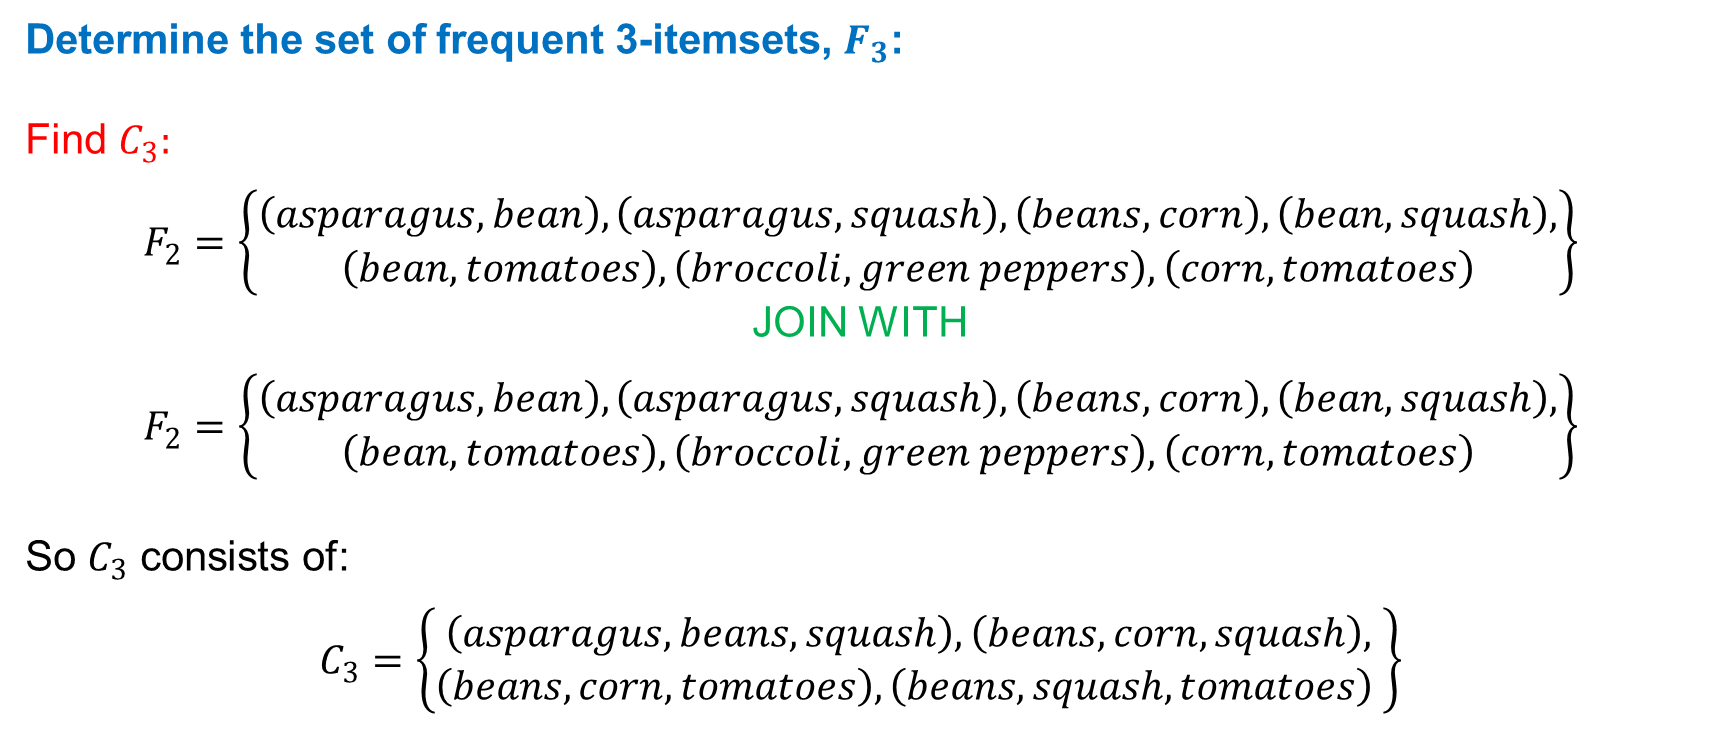 Determine the set of frequent 3-itemsets, F₃:
Find C₃:
F₂ = {(asparagus, bean), (asparagus, squash), (beans, corn), (bean, squash),
(bean, tomatoes), (broccoli, green peppers), (corn, tomatoes)}
JOIN WITH
F₂ = {(asparagus, bean), (asparagus, squash), (beans, corn), (bean, squash),
(bean, tomatoes), (broccoli, green peppers), (corn, tomatoes)}
So C₃ consists of:
C₃ = {(asparagus, beans, squash), (beans, corn, squash),
(beans, corn, tomatoes), (beans, squash, tomatoes)}